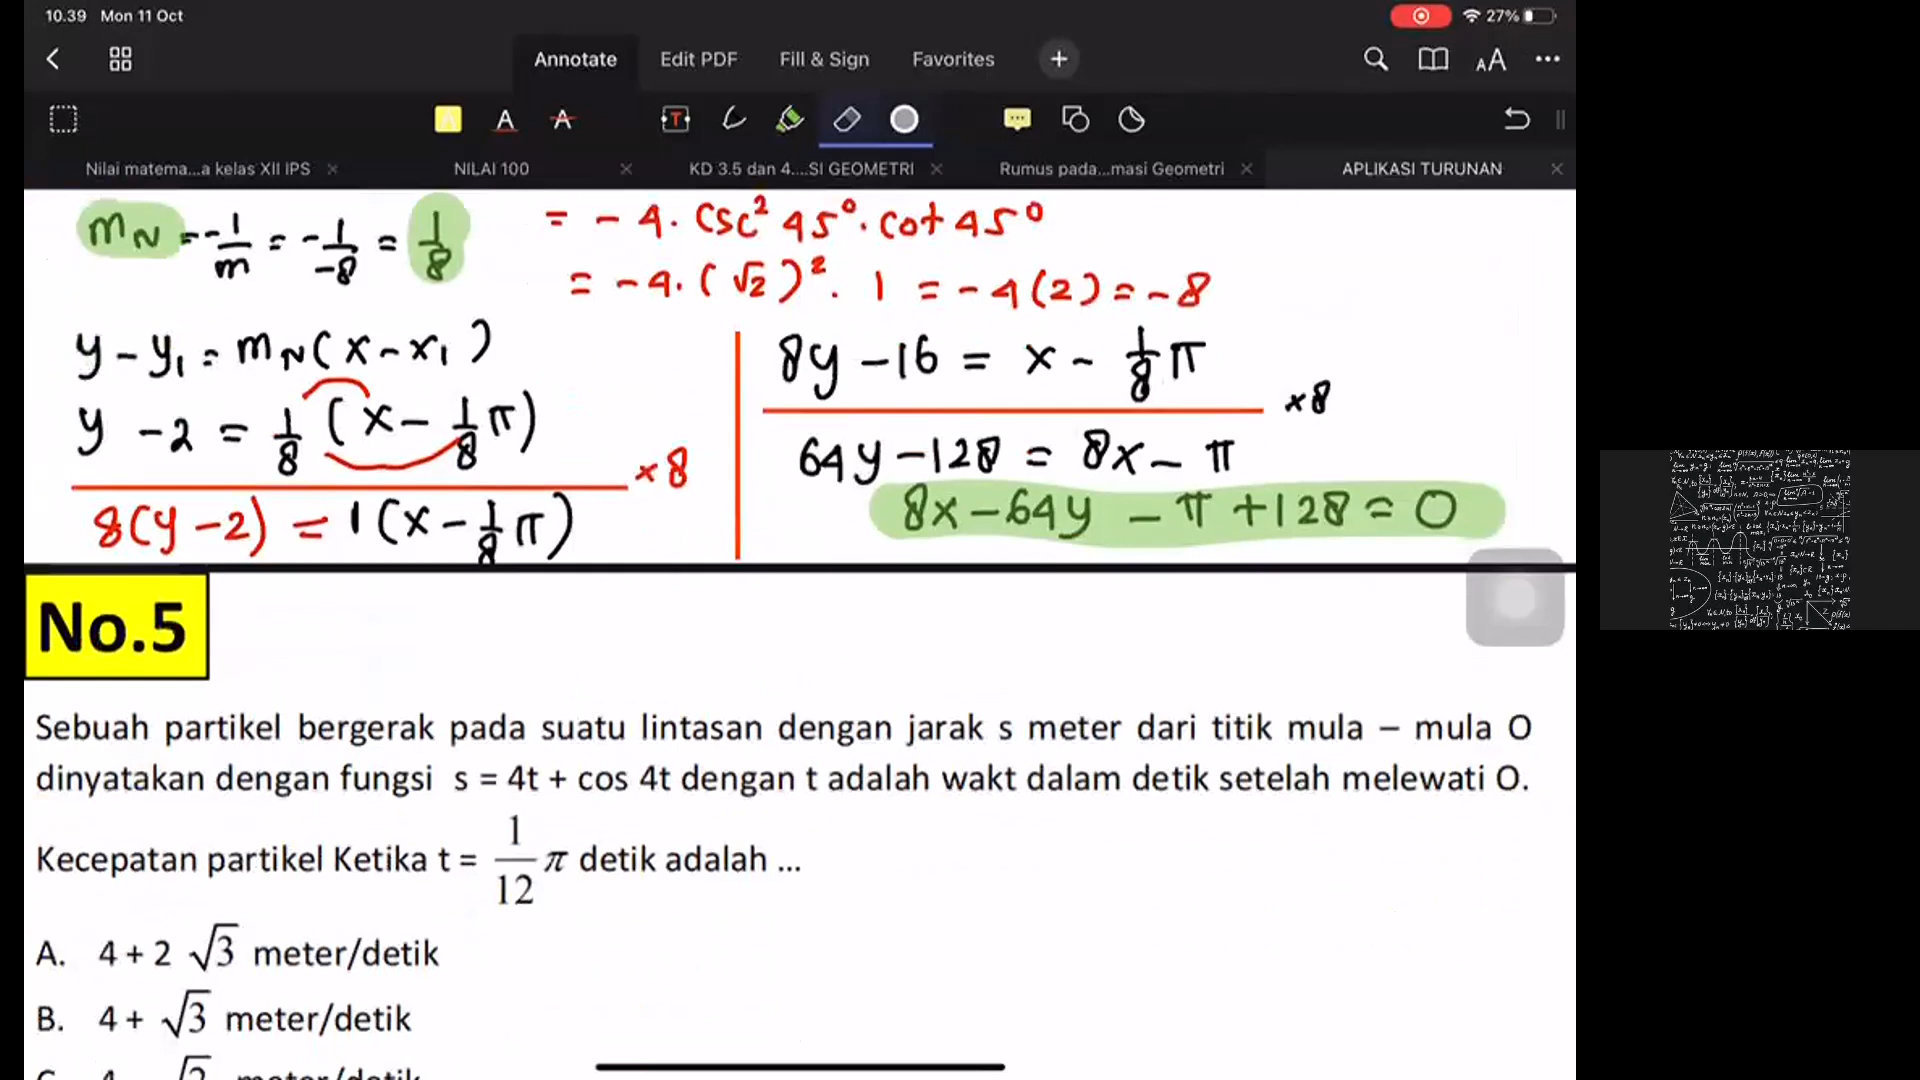 10.39 Mon 11 Oct
27%
Annotate Edit PDF Fill & Sign Favorites
Nilai matema...a kelas XII IPS NILAI 100 KD 3.5 dan 4....SI GEOMETRI Rumus pada...masi Geometri APLIKASI TURUNAN
m_N = -1/m = -1/-8 = 1/8
= -4. csc² 45⁰. cot 45⁰
= -4. (√2)². 1 = -4(2) = -8
y - y₁ = m_N(x - x₁)
y - 2 = 1/8 (x - 1/8 π)
×8
8(y - 2) = 1(x - 1/8 π)
8y - 16 = x - 1/8 π
×8
64y - 128 = 8x - π
8x - 64y - π + 128 = 0
No.5
Sebuah partikel bergerak pada suatu lintasan dengan jarak s meter dari titik mula – mula O
dinyatakan dengan fungsi s = 4t + cos 4t dengan t adalah wakt dalam detik setelah melewati O.
Kecepatan partikel Ketika t = 1/12 π detik adalah ...
A. 4 + 2 √3 meter/detik
B. 4 + √3 meter/detik